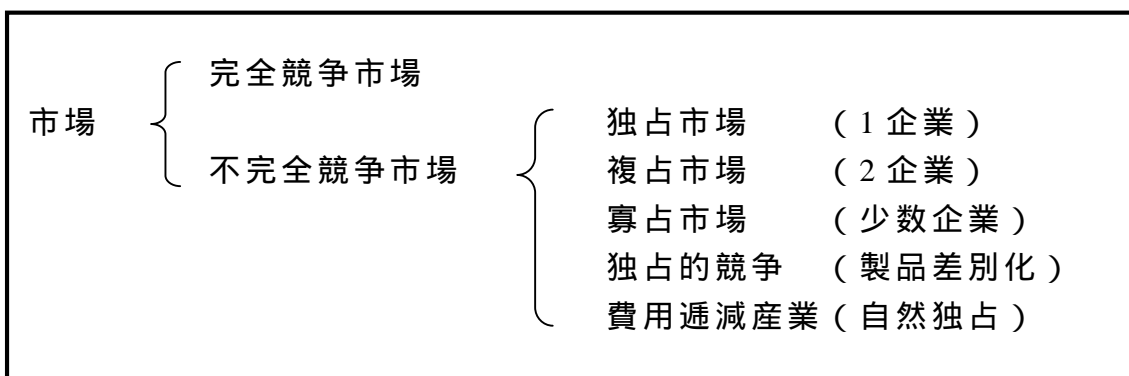 完全競争市場
市場
不完全競争市場
独占市場 （1企業）
複占市場 （2企業）
寡占市場 （少数企業）
独占的競争 （製品差別化）
費用逓減産業（自然独占）